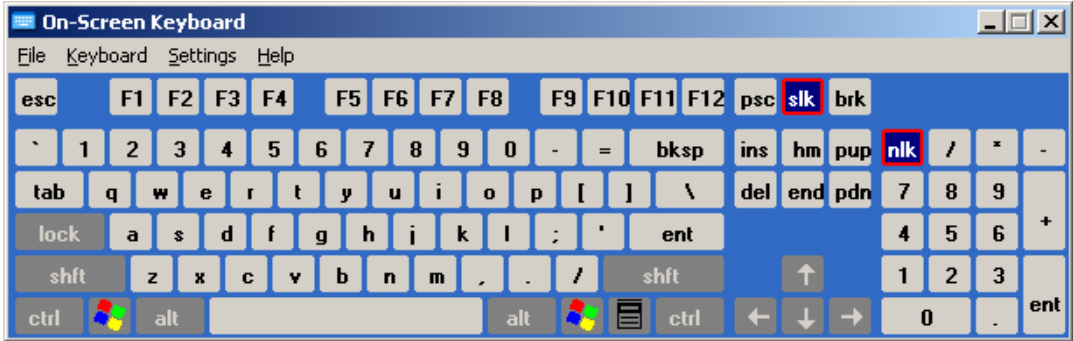 On-Screen Keyboard
File Keyboard Settings Help
esc F1 F2 F3 F4 F5 F6 F7 F8 F9 F10 F11 F12 psc slk brk
` 1 2 3 4 5 6 7 8 9 0 - = bksp ins hm pup nlk / * -
tab q w e r t y u i o p [ ] \ del end pdn 7 8 9 +
lock a s d f g h j k l ; ' ent 4 5 6
shft z x c v b n m , . / shft ↑ 1 2 3 ent
ctrl alt alt ctrl ← ↓ → 0 .